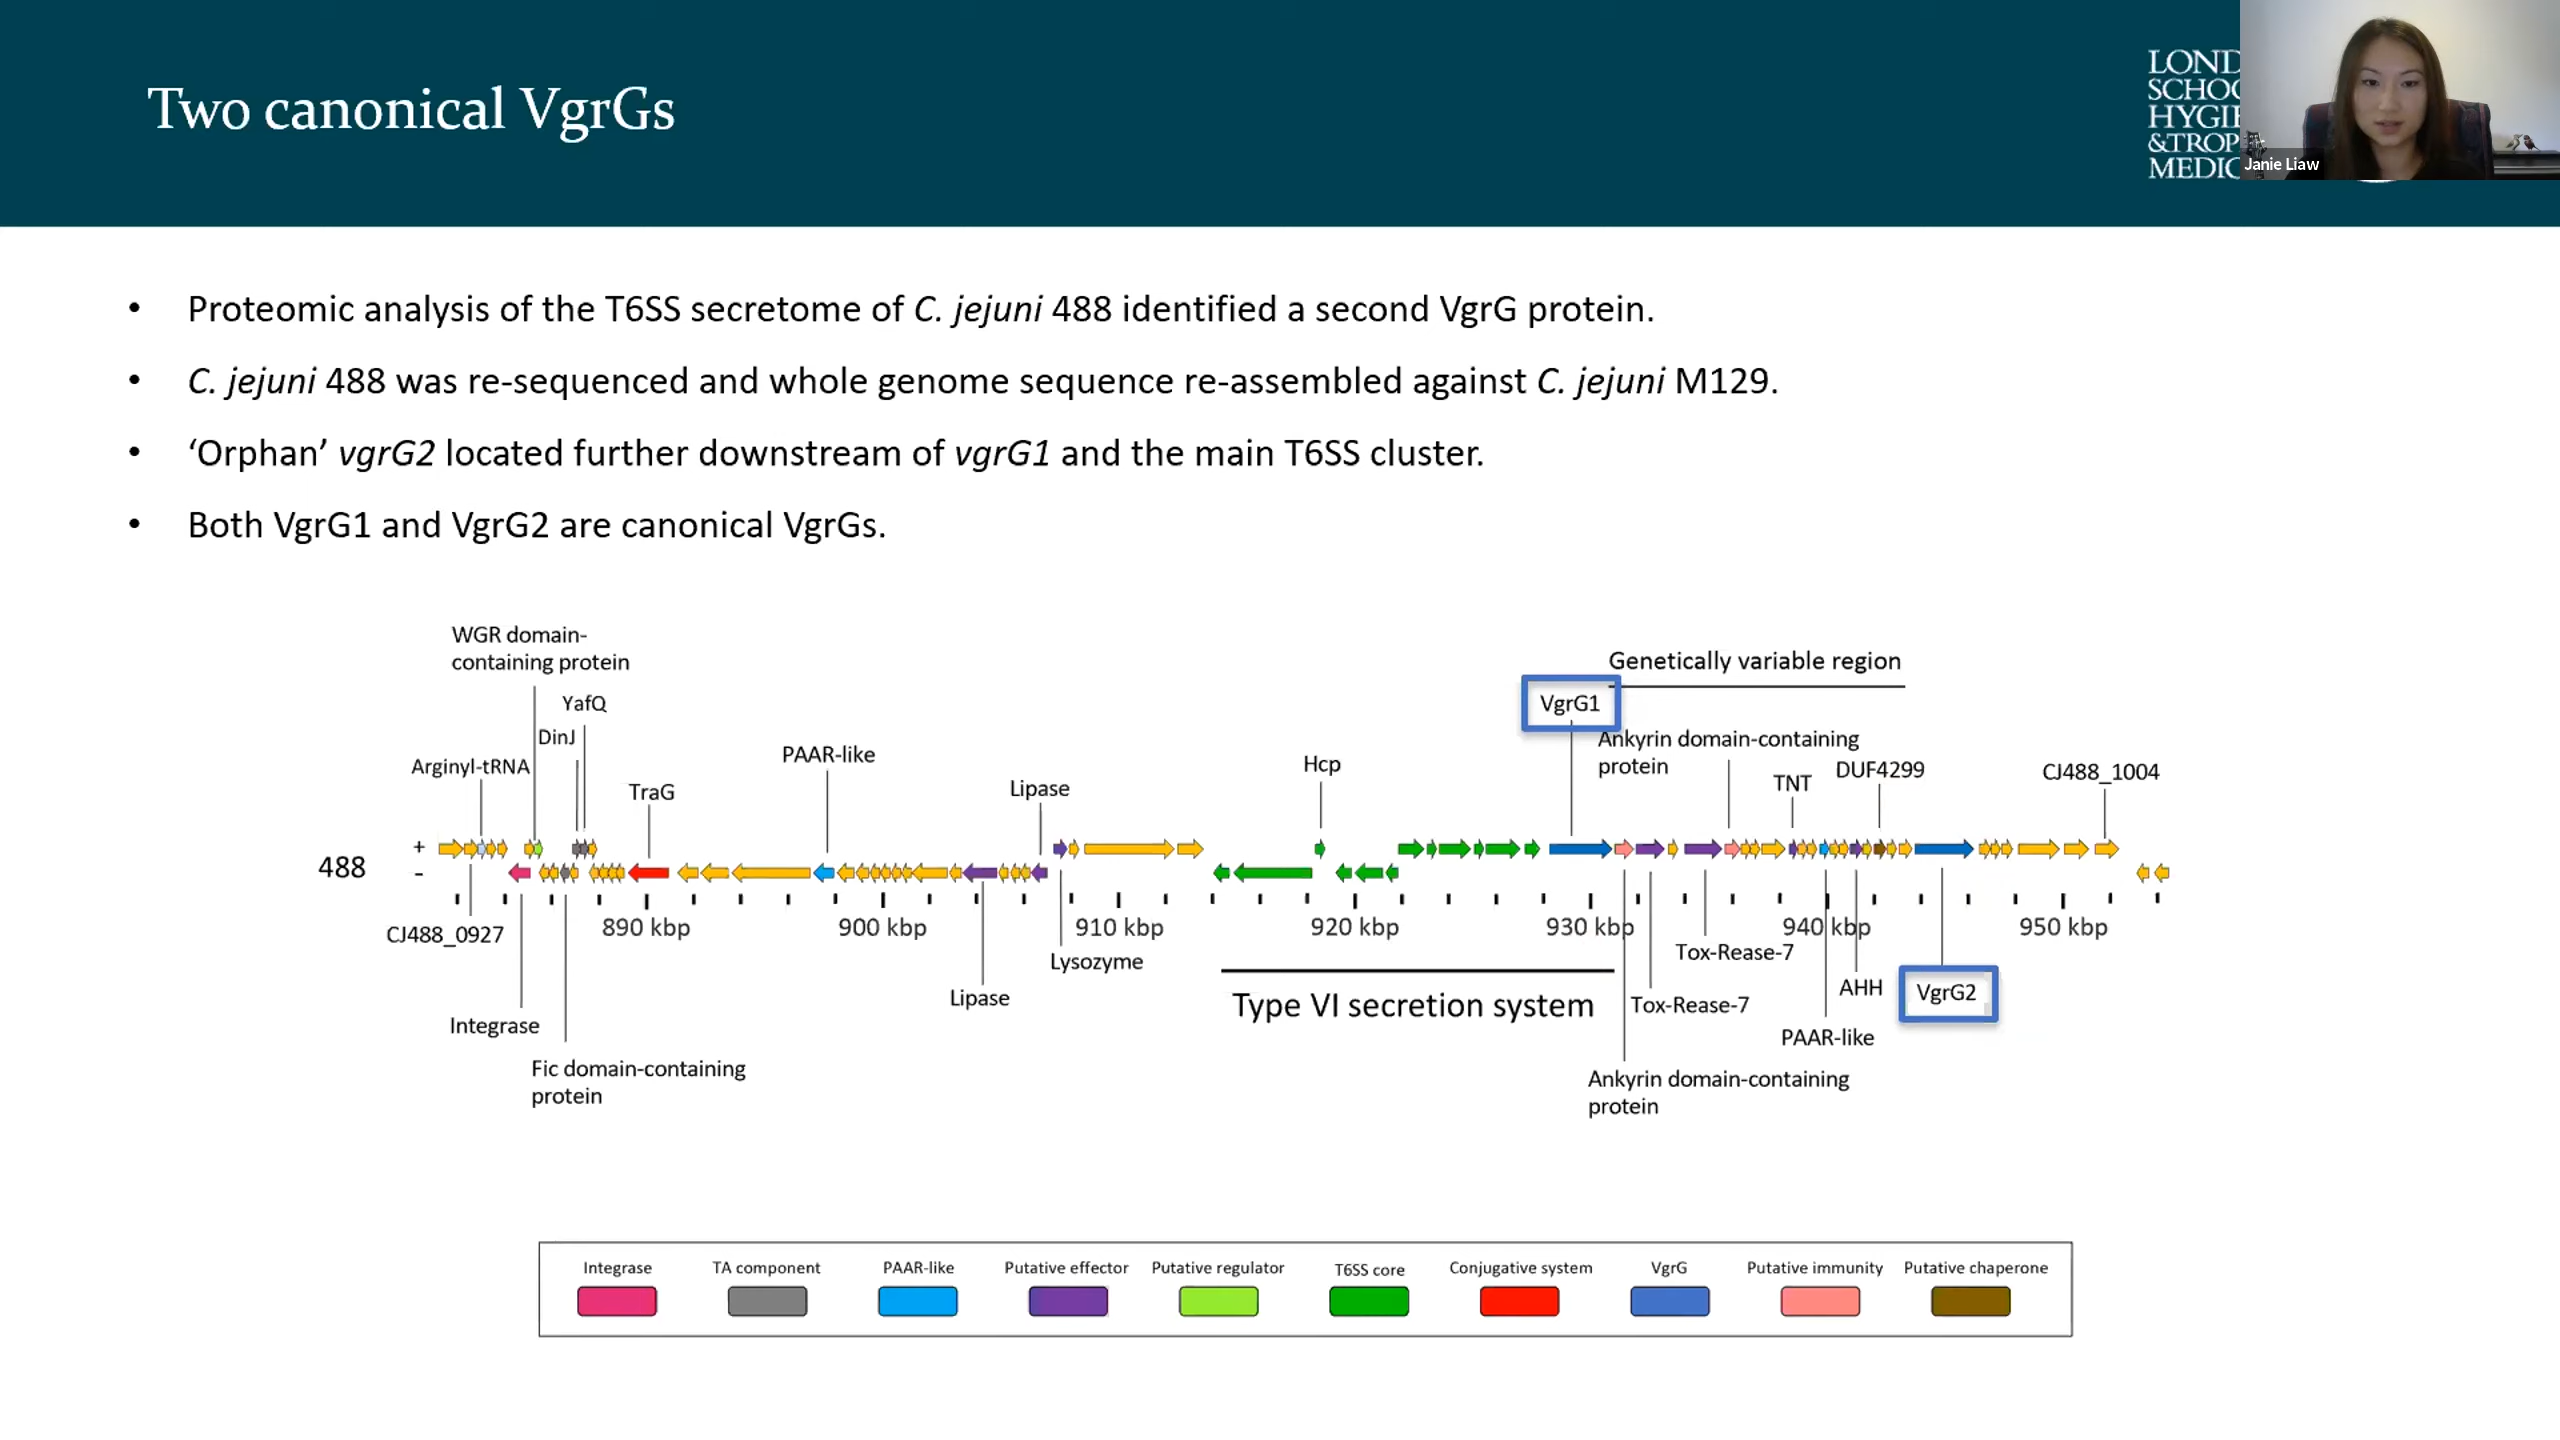 Two canonical VgrGs
LOND
SCHOO
HYGIE
&TROP
MEDIC
Janie Liaw
• Proteomic analysis of the T6SS secretome of C. jejuni 488 identified a second VgrG protein.
• C. jejuni 488 was re-sequenced and whole genome sequence re-assembled against C. jejuni M129.
• ‘Orphan’ vgrG2 located further downstream of vgrG1 and the main T6SS cluster.
• Both VgrG1 and VgrG2 are canonical VgrGs.
WGR domain-
containing protein
YafQ
DinJ
Arginyl-tRNA
TraG
PAAR-like
Lipase
Hcp
VgrG1
Genetically variable region
Ankyrin domain-containing
protein
TNT
DUF4299
CJ488_1004
488
+
-
890 kbp
900 kbp
910 kbp
920 kbp
930 kbp
940 kbp
950 kbp
CJ488_0927
Integrase
Fic domain-containing
protein
Lipase
Lysozyme
Type VI secretion system
Tox-Rease-7
Tox-Rease-7
AHH
VgrG2
PAAR-like
Ankyrin domain-containing
protein
Integrase
TA component
PAAR-like
Putative effector
Putative regulator
T6SS core
Conjugative system
VgrG
Putative immunity
Putative chaperone